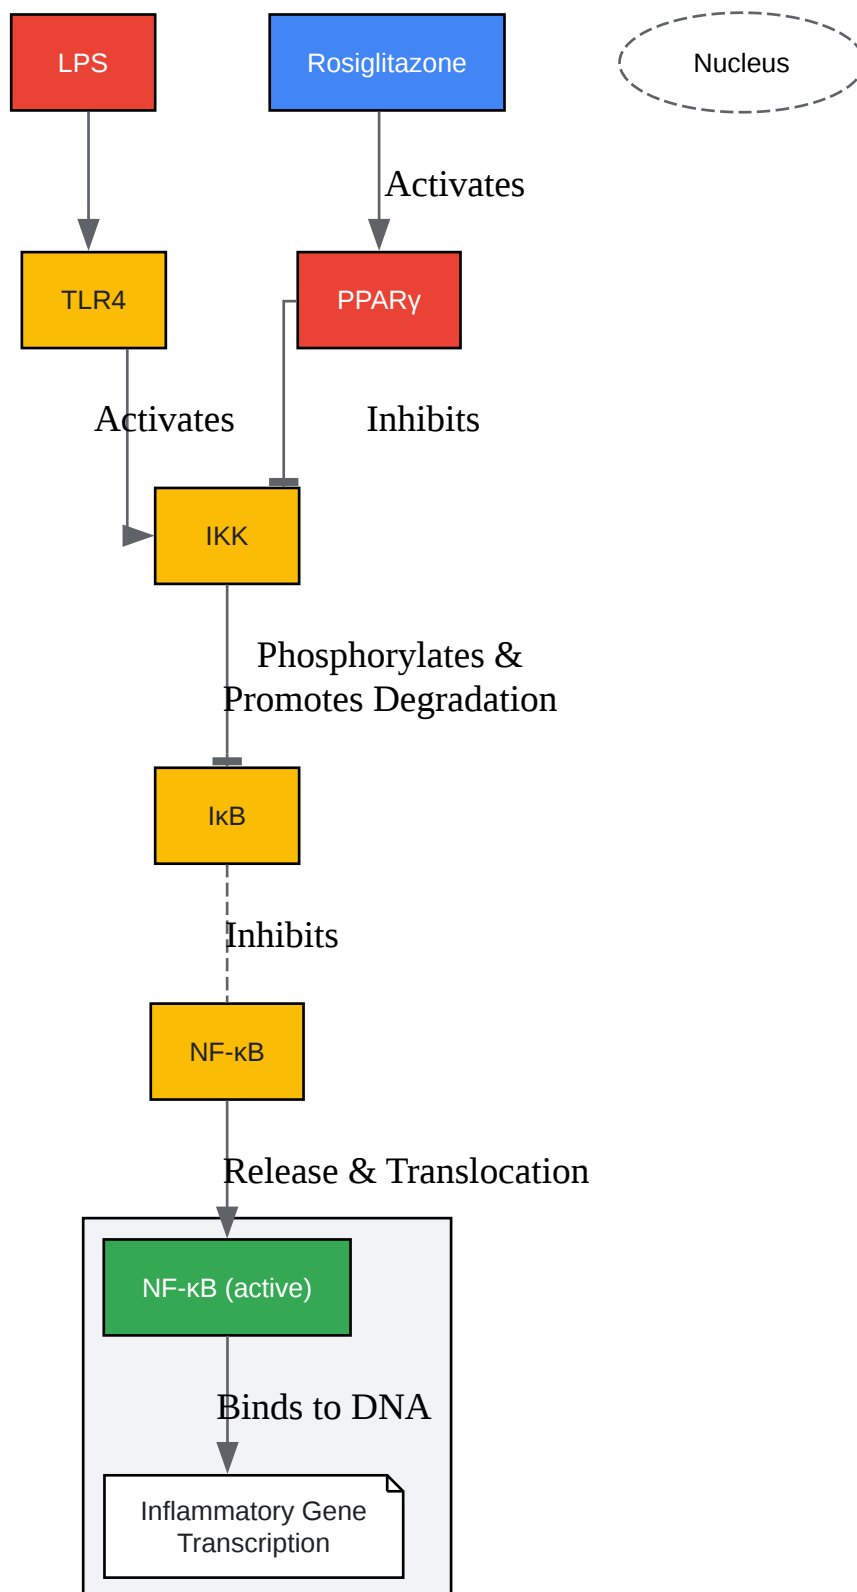 LPS
Rosiglitazone
Nucleus
Activates
TLR4
PPARγ
Activates
Inhibits
IKK
Phosphorylates &
Promotes Degradation
IκB
Inhibits
NF-κB
Release & Translocation
NF-κB (active)
Binds to DNA
Inflammatory Gene
Transcription